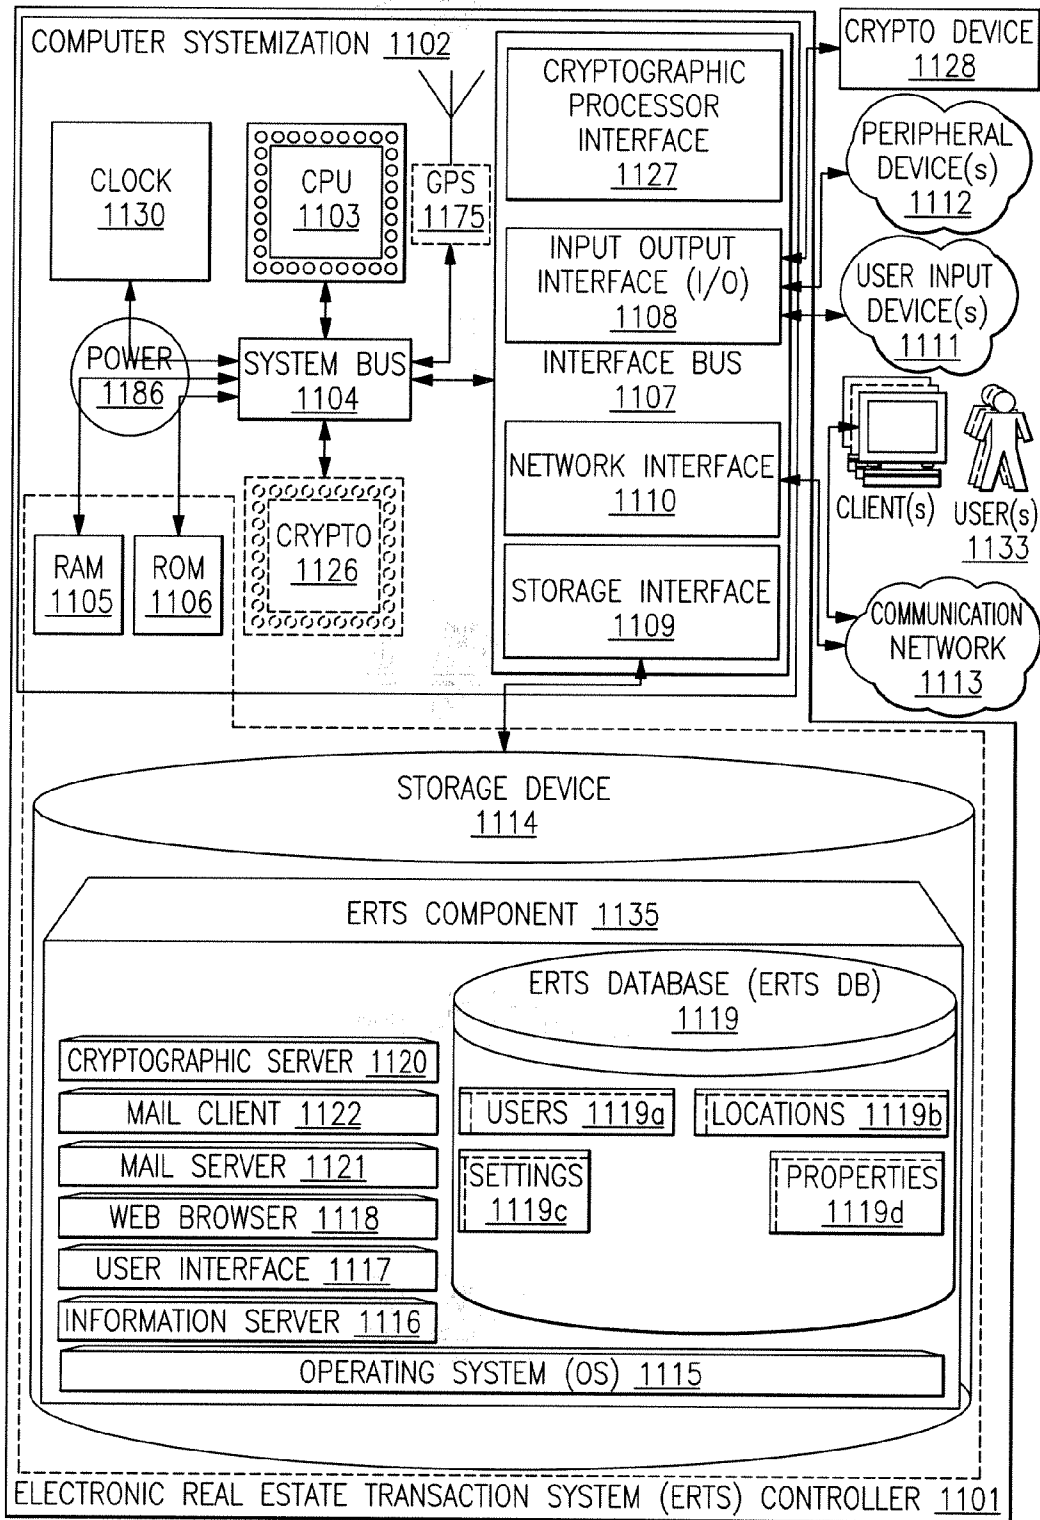 COMPUTER SYSTEMIZATION 1102
CLOCK
1130
CPU
1103
GPS
1175
POWER
1186
SYSTEM BUS
1104
CRYPTO
1126
RAM
1105
ROM
1106
CRYPTOGRAPHIC
PROCESSOR
INTERFACE
1127
INPUT OUTPUT
INTERFACE (I/O)
1108
INTERFACE BUS
1107
NETWORK INTERFACE
1110
STORAGE INTERFACE
1109
CRYPTO DEVICE
1128
PERIPHERAL
DEVICE(s)
1112
USER INPUT
DEVICE(s)
1111
CLIENT(s)
USER(s)
1133
COMMUNICATION
NETWORK
1113
STORAGE DEVICE
1114
ERTS COMPONENT 1135
ERTS DATABASE (ERTS DB)
1119
USERS 1119a
LOCATIONS 1119b
SETTINGS
1119c
PROPERTIES
1119d
CRYPTOGRAPHIC SERVER 1120
MAIL CLIENT 1122
MAIL SERVER 1121
WEB BROWSER 1118
USER INTERFACE 1117
INFORMATION SERVER 1116
OPERATING SYSTEM (OS) 1115
ELECTRONIC REAL ESTATE TRANSACTION SYSTEM (ERTS) CONTROLLER 1101